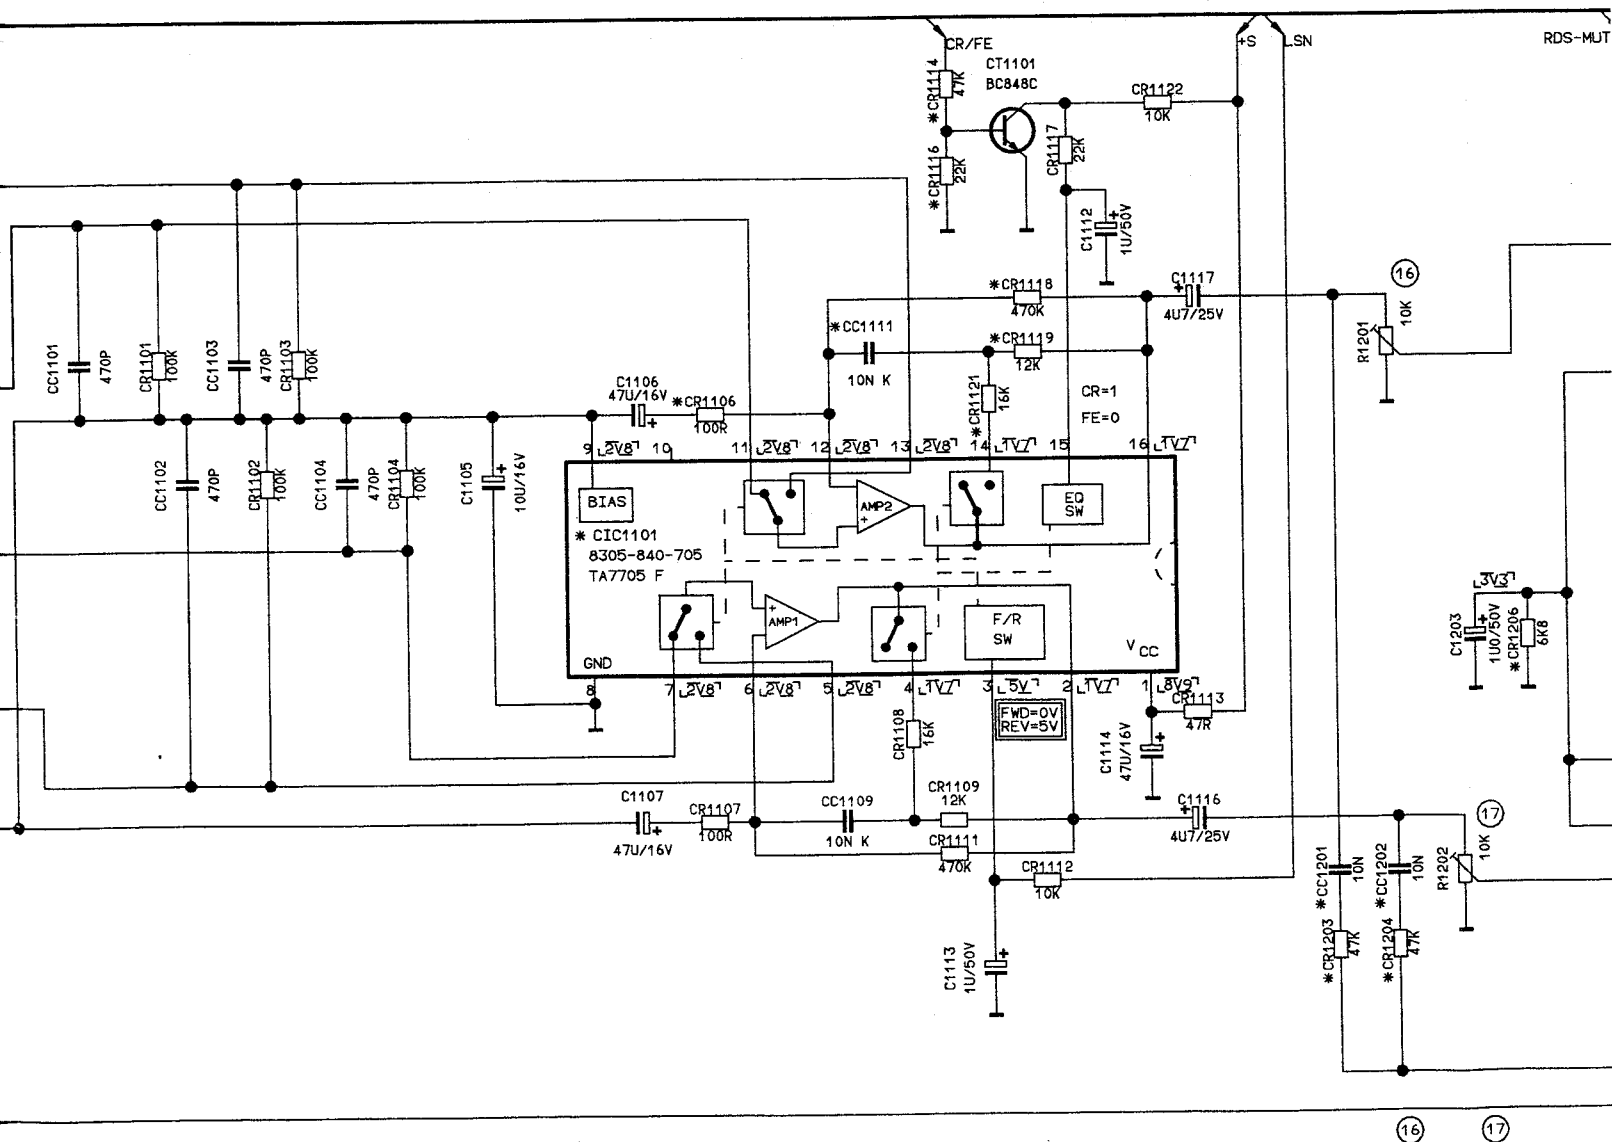 CR/FE
+S
LSN
RDS-MUT
CT1101
BC848C
*CR1114
47K
CR1122
10K
*CR1116
22K
CR1117
22K
C1112
+
1U/50V
16
*CR1118
470K
C1117
+
4U7/25V
R1201
10K
*CC1111
10N K
*CR1119
12K
CC1101
470P
CR1101
100K
CC1103
470P
CR1103
100K
C1106
47U/16V
+
*CR1106
100R
*CR1121
16K
CR=1
FE=0
9 2V8
10
11 2V8
12 2V8
13 2V8
14 1V7
15
16 1V7
CC1102
470P
CR1102
100K
CC1104
470P
CR1104
100K
C1105
+
10U/16V
BIAS
- AMP2
+
EQ
SW
* CIC1101
8305-840-705
TA7705 F
+
AMP1
-
F/R
SW
VCC
GND
3V3
C1203
+
1U0/50V
*CR1206
6K8
8
7 2V8
6 2V8
5 2V8
4 1V7
3 5V
2 1V7
1 8V9
FWD=0V
REV=5V
CR1113
47R
CR1108
16K
C1114
+
47U/16V
C1107
+
47U/16V
CR1107
100R
CC1109
10N K
CR1109
12K
CR1111
470K
C1116
+
4U7/25V
17
CR1112
10K
*CC1201
10N
*CC1202
10N
R1202
10K
C1113
+
1U/50V
*CR1203
47K
*CR1204
47K
16
17